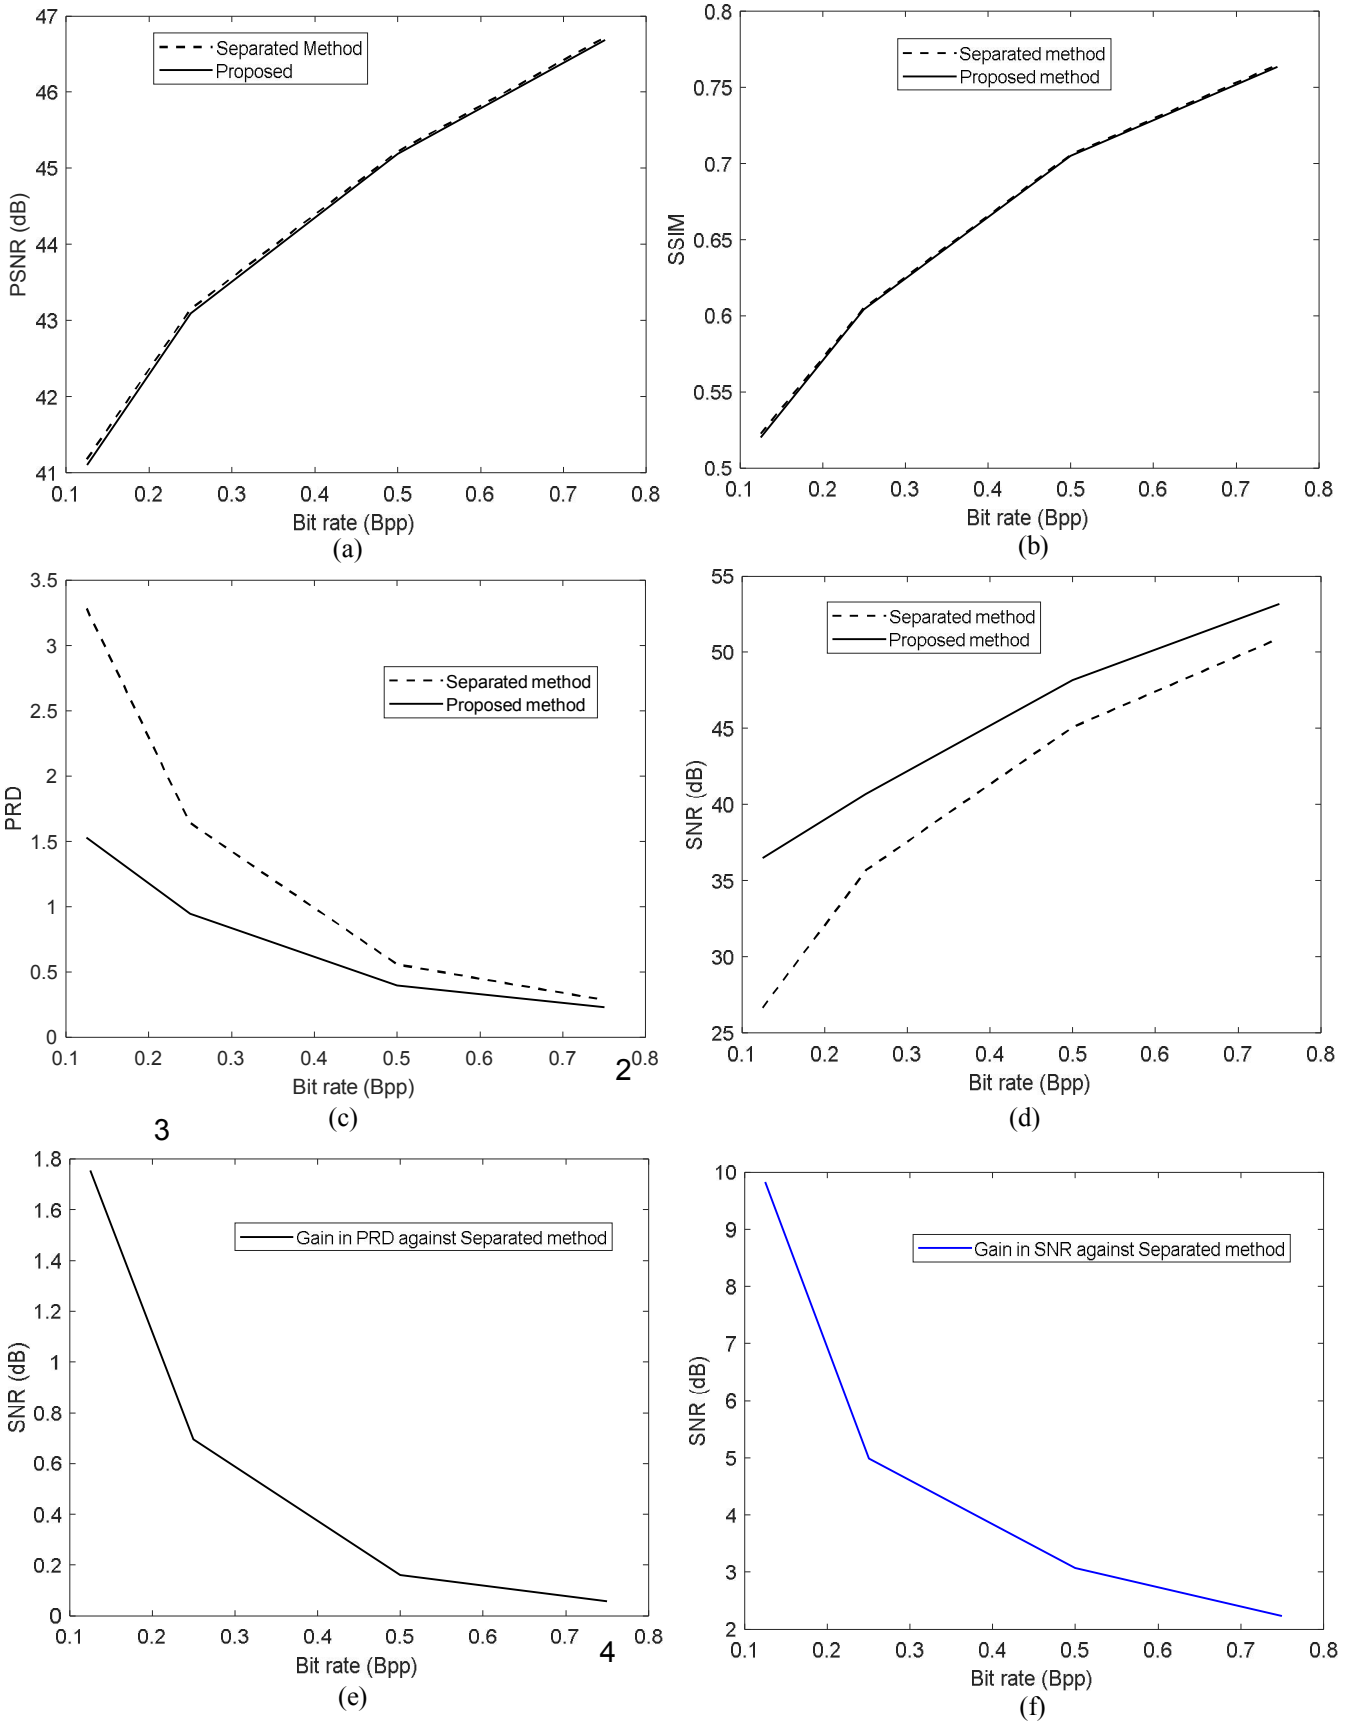 47
46
45
44
43
42
41
PSNR (dB)
Separated Method
Proposed
0.1 0.2 0.3 0.4 0.5 0.6 0.7 0.8
Bit rate (Bpp)
(a)
0.8
0.75
0.7
0.65
0.6
0.55
0.5
SSIM
Separated method
Proposed method
0.1 0.2 0.3 0.4 0.5 0.6 0.7 0.8
Bit rate (Bpp)
(b)
3.5
3
2.5
2
1.5
1
0.5
0
PRD
Separated method
Proposed method
0.1 0.2 0.3 0.4 0.5 0.6 0.7 0.8
2
Bit rate (Bpp)
(c)
55
50
45
40
35
30
25
SNR (dB)
Separated method
Proposed method
0.1 0.2 0.3 0.4 0.5 0.6 0.7 0.8
Bit rate (Bpp)
(d)
3
1.8
1.6
1.4
1.2
1
0.8
0.6
0.4
0.2
0
SNR (dB)
Gain in PRD against Separated method
0.1 0.2 0.3 0.4 0.5 0.6 0.7 0.8
4
Bit rate (Bpp)
(e)
10
9
8
7
6
5
4
3
2
SNR (dB)
Gain in SNR against Separated method
0.1 0.2 0.3 0.4 0.5 0.6 0.7 0.8
Bit rate (Bpp)
(f)